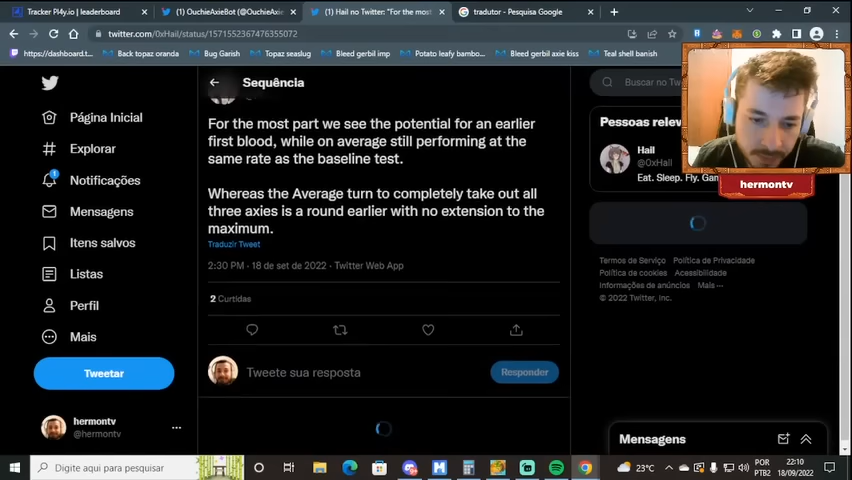 Tracker Pl4y.io | leaderboard
(1) OuchieAxieBot (@OuchieAxi
(1) Hail no Twitter: "For the most
tradutor - Pesquisa Google
twitter.com/0xHail/status/1571552367476355072
https://dashboard.t...
Back topaz oranda
Bug Garish
Topaz seaslug
Bleed gerbil imp
Potato leafy bambo...
Bleed gerbil axie kiss
Teal shell banish
Página Inicial
Explorar
1
Notificações
Mensagens
Itens salvos
Listas
Perfil
Mais
Tweetar
hermontv
@hermontv
Sequência
For the most part we see the potential for an earlier
first blood, while on average still performing at the
same rate as the baseline test.
Whereas the Average turn to completely take out all
three axies is a round earlier with no extension to the
maximum.
Traduzir Tweet
2:30 PM · 18 de set de 2022 · Twitter Web App
2 Curtidas
Tweete sua resposta
Responder
Buscar no Tw
Pessoas relev
Hail
@0xHail
Eat. Sleep. Fly. Gam
hermontv
Termos de Serviço Política de Privacidade
Política de cookies Acessibilidade
Informações de anúncios Mais ···
© 2022 Twitter, Inc.
Mensagens
Digite aqui para pesquisar
23°C
POR
PTB2
22:10
18/09/2022